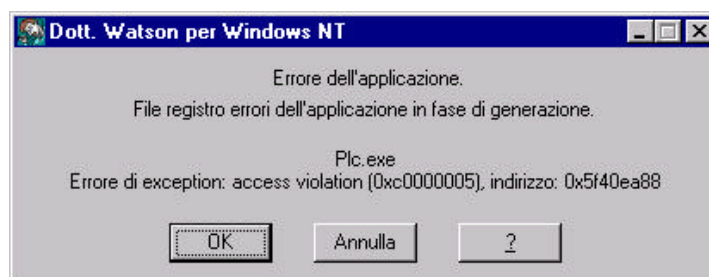 Dott. Watson per Windows NT
Errore dell'applicazione.
File registro errori dell'applicazione in fase di generazione.
Plc.exe
Errore di exception: access violation (0xc0000005), indirizzo: 0x5f40ea88
OK
Annulla
?